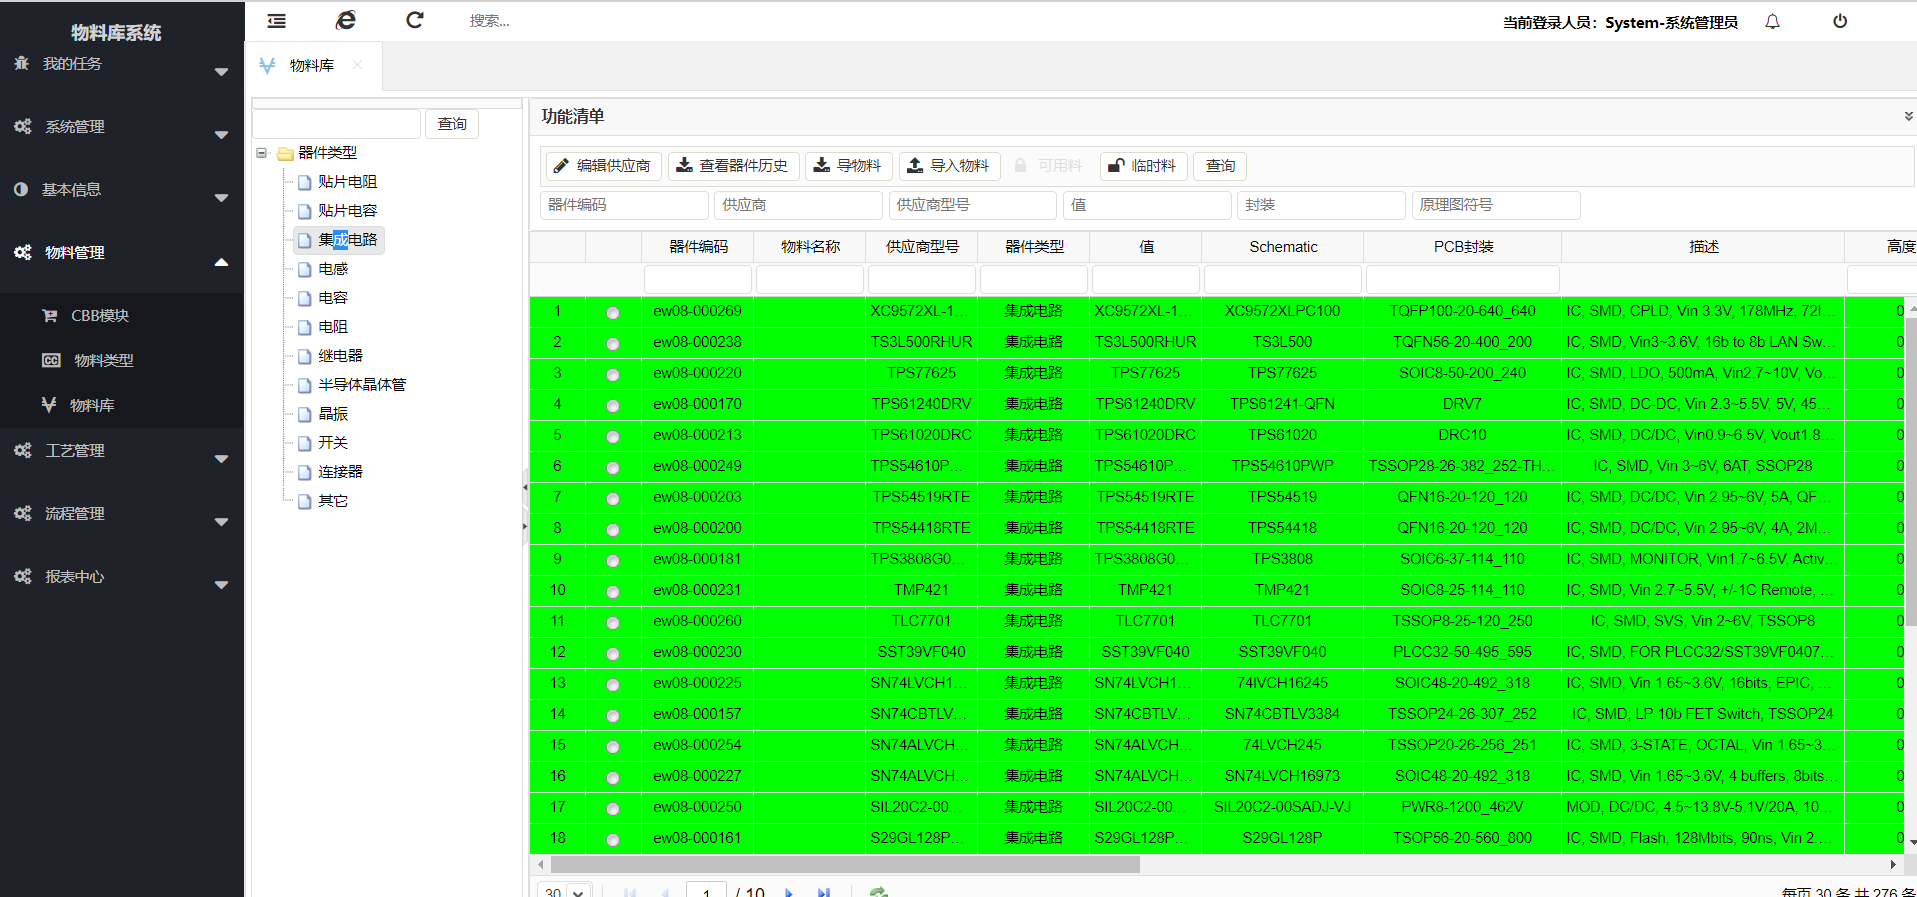 物料库系统
我的任务
系统管理
基本信息
物料管理
CBB模块
物料类型
物料库
工艺管理
流程管理
报表中心
搜索...
当前登录人员：System-系统管理员
物料库
查询
器件类型
贴片电阻
贴片电容
集成电路
电感
电容
电阻
继电器
半导体晶体管
晶振
开关
连接器
其它
功能清单
编辑供应商 查看器件历史 导物料 导入物料 可用料 临时料 查询
器件编码 供应商 供应商型号 值 封装 原理图符号
器件编码 物料名称 供应商型号 器件类型 值 Schematic PCB封装 描述 高度
1 ew08-000269 XC9572XL-1... 集成电路 XC9572XL-1... XC9572XLPC100 TQFP100-20-640_640 IC, SMD, CPLD, Vin 3.3V, 178MHz, 72I... 0
2 ew08-000238 TS3L500RHUR 集成电路 TS3L500RHUR TS3L500 TQFN56-20-400_200 IC, SMD, Vin3~3.6V, 16b to 8b LAN Sw... 0
3 ew08-000220 TPS77625 集成电路 TPS77625 TPS77625 SOIC8-50-200_240 IC, SMD, LDO, 500mA, Vin2.7~10V, Vo... 0
4 ew08-000170 TPS61240DRV 集成电路 TPS61240DRV TPS61241-QFN DRV7 IC, SMD, DC-DC, Vin 2.3~5.5V, 5V, 45... 0
5 ew08-000213 TPS61020DRC 集成电路 TPS61020DRC TPS61020 DRC10 IC, SMD, DC/DC, Vin0.9~6.5V, Vout1.8... 0
6 ew08-000249 TPS54610P... 集成电路 TPS54610P... TPS54610PWP TSSOP28-26-382_252-TH... IC, SMD, Vin 3~6V, 6AT, SSOP28 0
7 ew08-000203 TPS54519RTE 集成电路 TPS54519RTE TPS54519 QFN16-20-120_120 IC, SMD, DC/DC, Vin 2.95~6V, 5A, QF... 0
8 ew08-000200 TPS54418RTE 集成电路 TPS54418RTE TPS54418 QFN16-20-120_120 IC, SMD, DC/DC, Vin 2.95~6V, 4A, 2M... 0
9 ew08-000181 TPS3808G0... 集成电路 TPS3808G0... TPS3808 SOIC6-37-114_110 IC, SMD, MONITOR, Vin1.7~6.5V, Activ... 0
10 ew08-000231 TMP421 集成电路 TMP421 TMP421 SOIC8-25-114_110 IC, SMD, Vin 2.7~5.5V, +/-1C Remote, ... 0
11 ew08-000260 TLC7701 集成电路 TLC7701 TLC7701 TSSOP8-25-120_250 IC, SMD, SVS, Vin 2~6V, TSSOP8 0
12 ew08-000230 SST39VF040 集成电路 SST39VF040 SST39VF040 PLCC32-50-495_595 IC, SMD, FOR PLCC32/SST39VF0407... 0
13 ew08-000225 SN74LVCH1... 集成电路 SN74LVCH1... 74IVCH16245 SOIC48-20-492_318 IC, SMD, Vin 1.65~3.6V, 16bits, EPIC, ... 0
14 ew08-000157 SN74CBTLV... 集成电路 SN74CBTLV... SN74CBTLV3384 TSSOP24-26-307_252 IC, SMD, LP 10b FET Switch, TSSOP24 0
15 ew08-000254 SN74ALVCH... 集成电路 SN74ALVCH... 74LVCH245 TSSOP20-26-256_251 IC, SMD, 3-STATE, OCTAL, Vin 1.65~3... 0
16 ew08-000227 SN74ALVCH... 集成电路 SN74ALVCH... SN74LVCH16973 SOIC48-20-492_318 IC, SMD, Vin 1.65~3.6V, 4 buffers, 8bits... 0
17 ew08-000250 SIL20C2-00... 集成电路 SIL20C2-00... SIL20C2-00SADJ-VJ PWR8-1200_462V MOD, DC/DC, 4.5~13.8V-5.1V/20A, 10... 0
18 ew08-000161 S29GL128P... 集成电路 S29GL128P... S29GL128P TSOP56-20-560_800 IC, SMD, Flash, 128Mbits, 90ns, Vin 2.... 0
30 1 / 10 每页 30 条 共 276 条